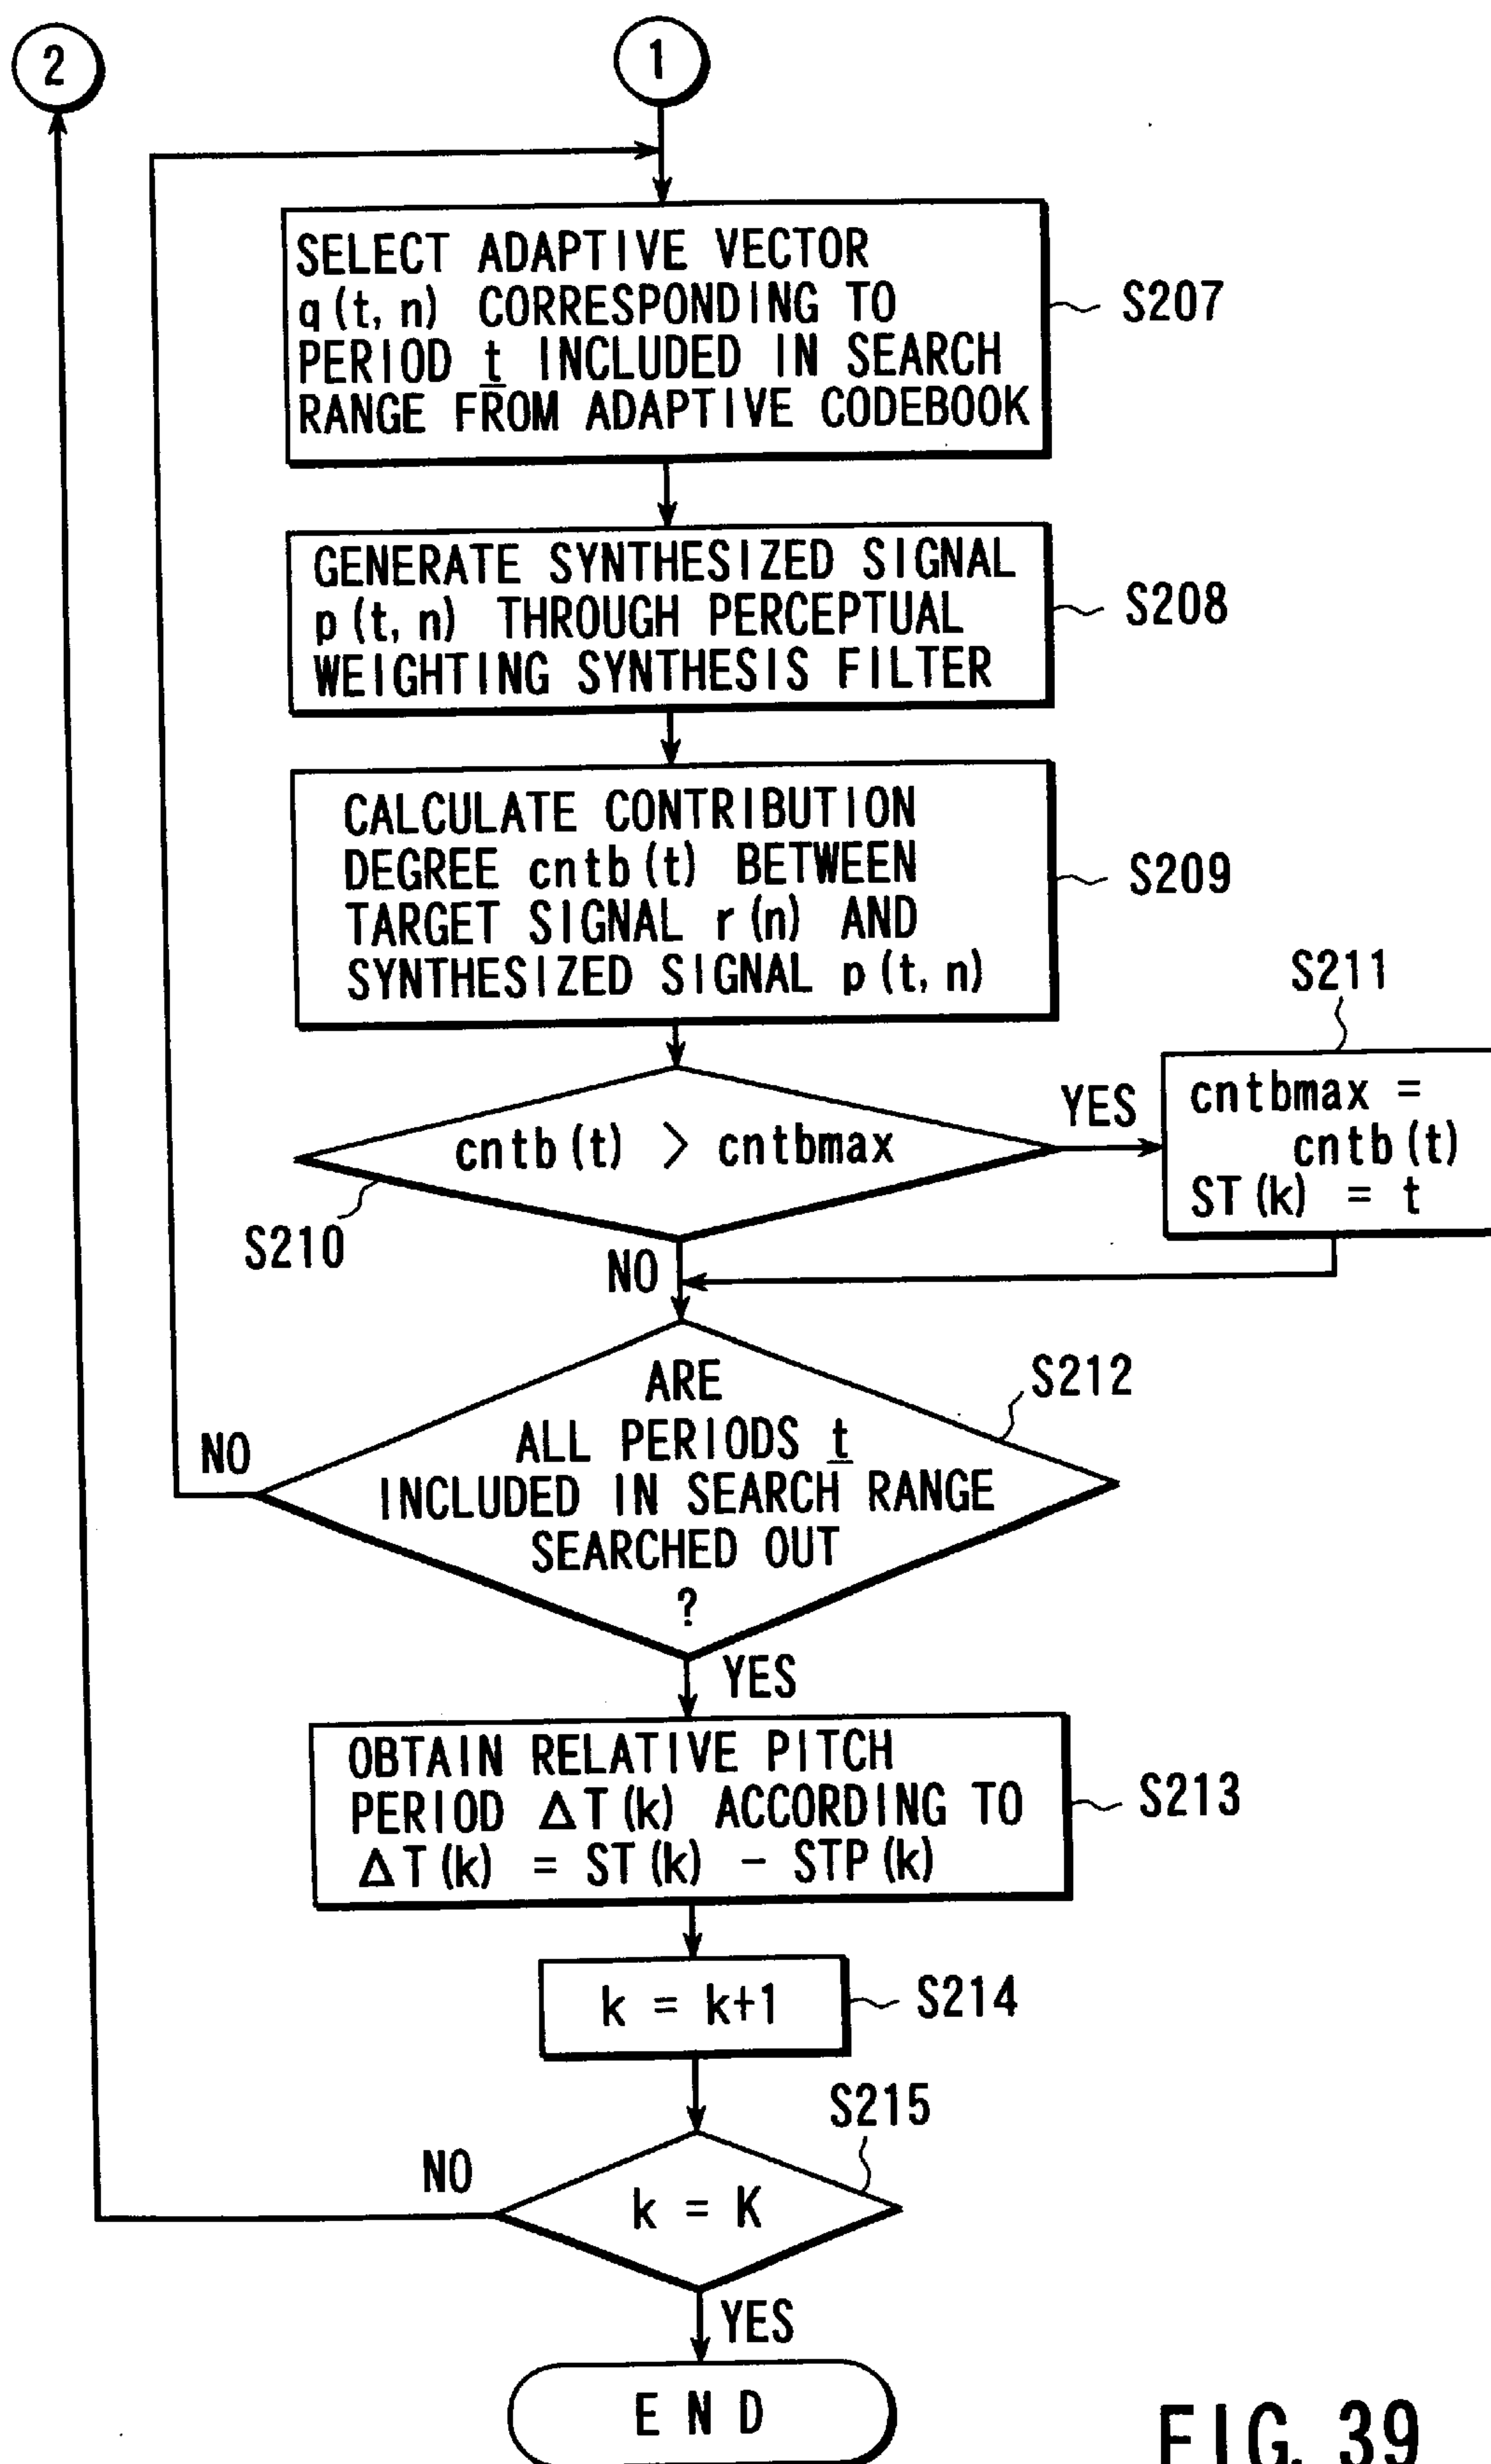 2
1
SELECT ADAPTIVE VECTOR
q(t,n) CORRESPONDING TO
PERIOD t INCLUDED IN SEARCH
RANGE FROM ADAPTIVE CODEBOOK
S207
GENERATE SYNTHESIZED SIGNAL
p(t,n) THROUGH PERCEPTUAL
WEIGHTING SYNTHESIS FILTER
S208
CALCULATE CONTRIBUTION
DEGREE cntb(t) BETWEEN
TARGET SIGNAL r(n) AND
SYNTHESIZED SIGNAL p(t,n)
S209
S211
cntbmax =
cntb(t)
ST(k) = t
YES
cntb(t) > cntbmax
S210
NO
ARE
ALL PERIODS t
INCLUDED IN SEARCH RANGE
SEARCHED OUT
?
S212
NO
YES
OBTAIN RELATIVE PITCH
PERIOD ΔT(k) ACCORDING TO
ΔT(k) = ST(k) - STP(k)
S213
k = k+1
S214
S215
NO
k = K
YES
END
FIG. 39